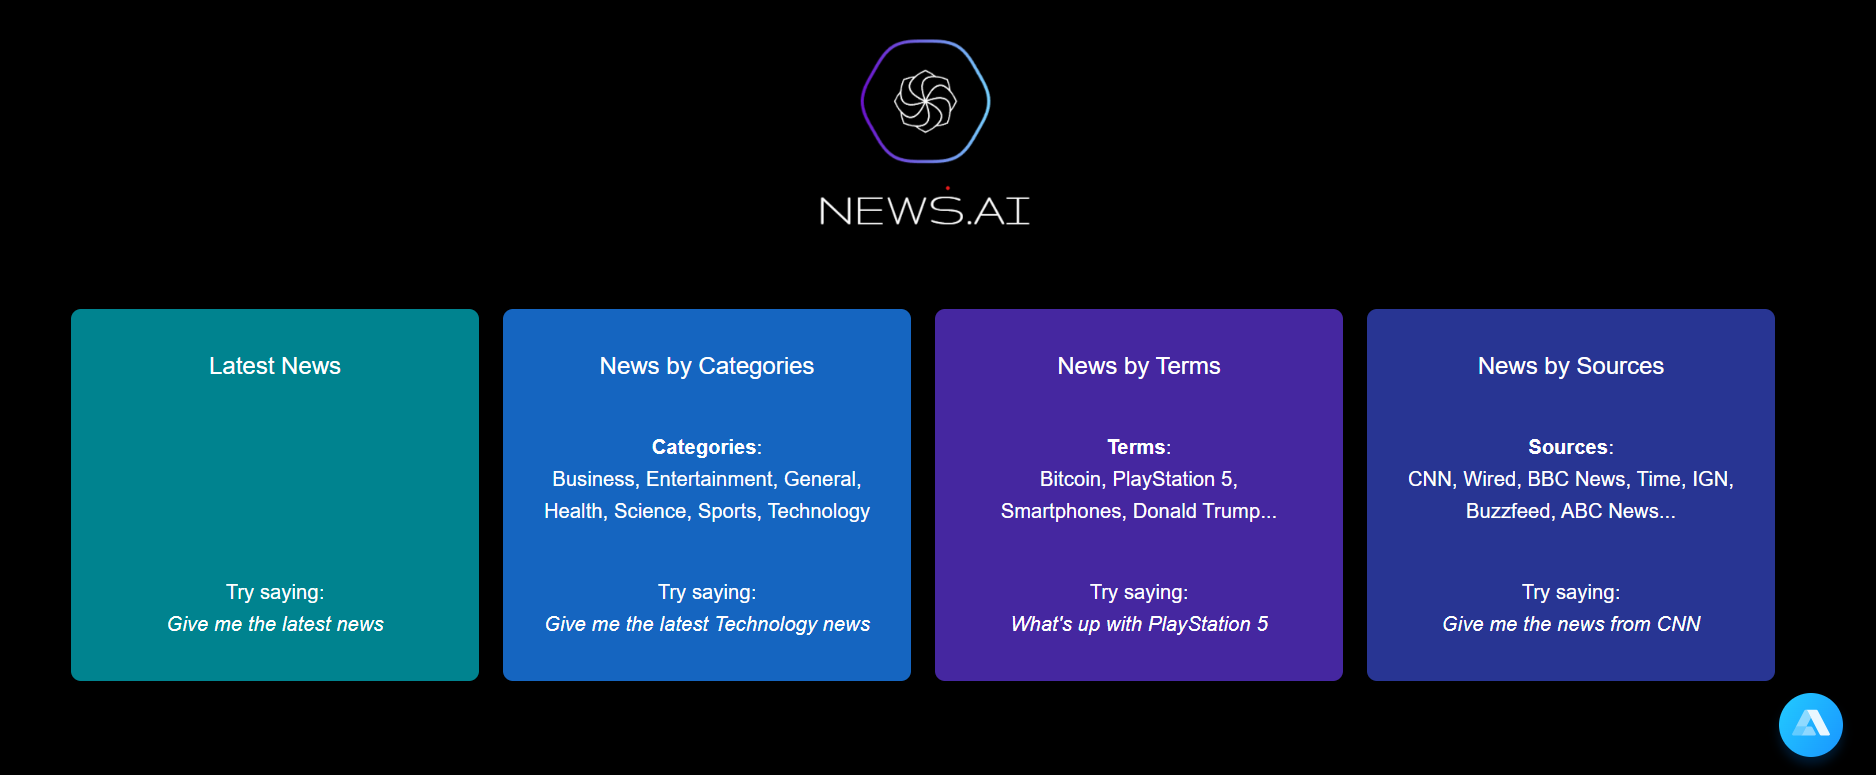 NEWS.AI
Latest News
Try saying:
Give me the latest news
News by Categories
Categories:
Business, Entertainment, General,
Health, Science, Sports, Technology
Try saying:
Give me the latest Technology news
News by Terms
Terms:
Bitcoin, PlayStation 5,
Smartphones, Donald Trump...
Try saying:
What's up with PlayStation 5
News by Sources
Sources:
CNN, Wired, BBC News, Time, IGN,
Buzzfeed, ABC News...
Try saying:
Give me the news from CNN